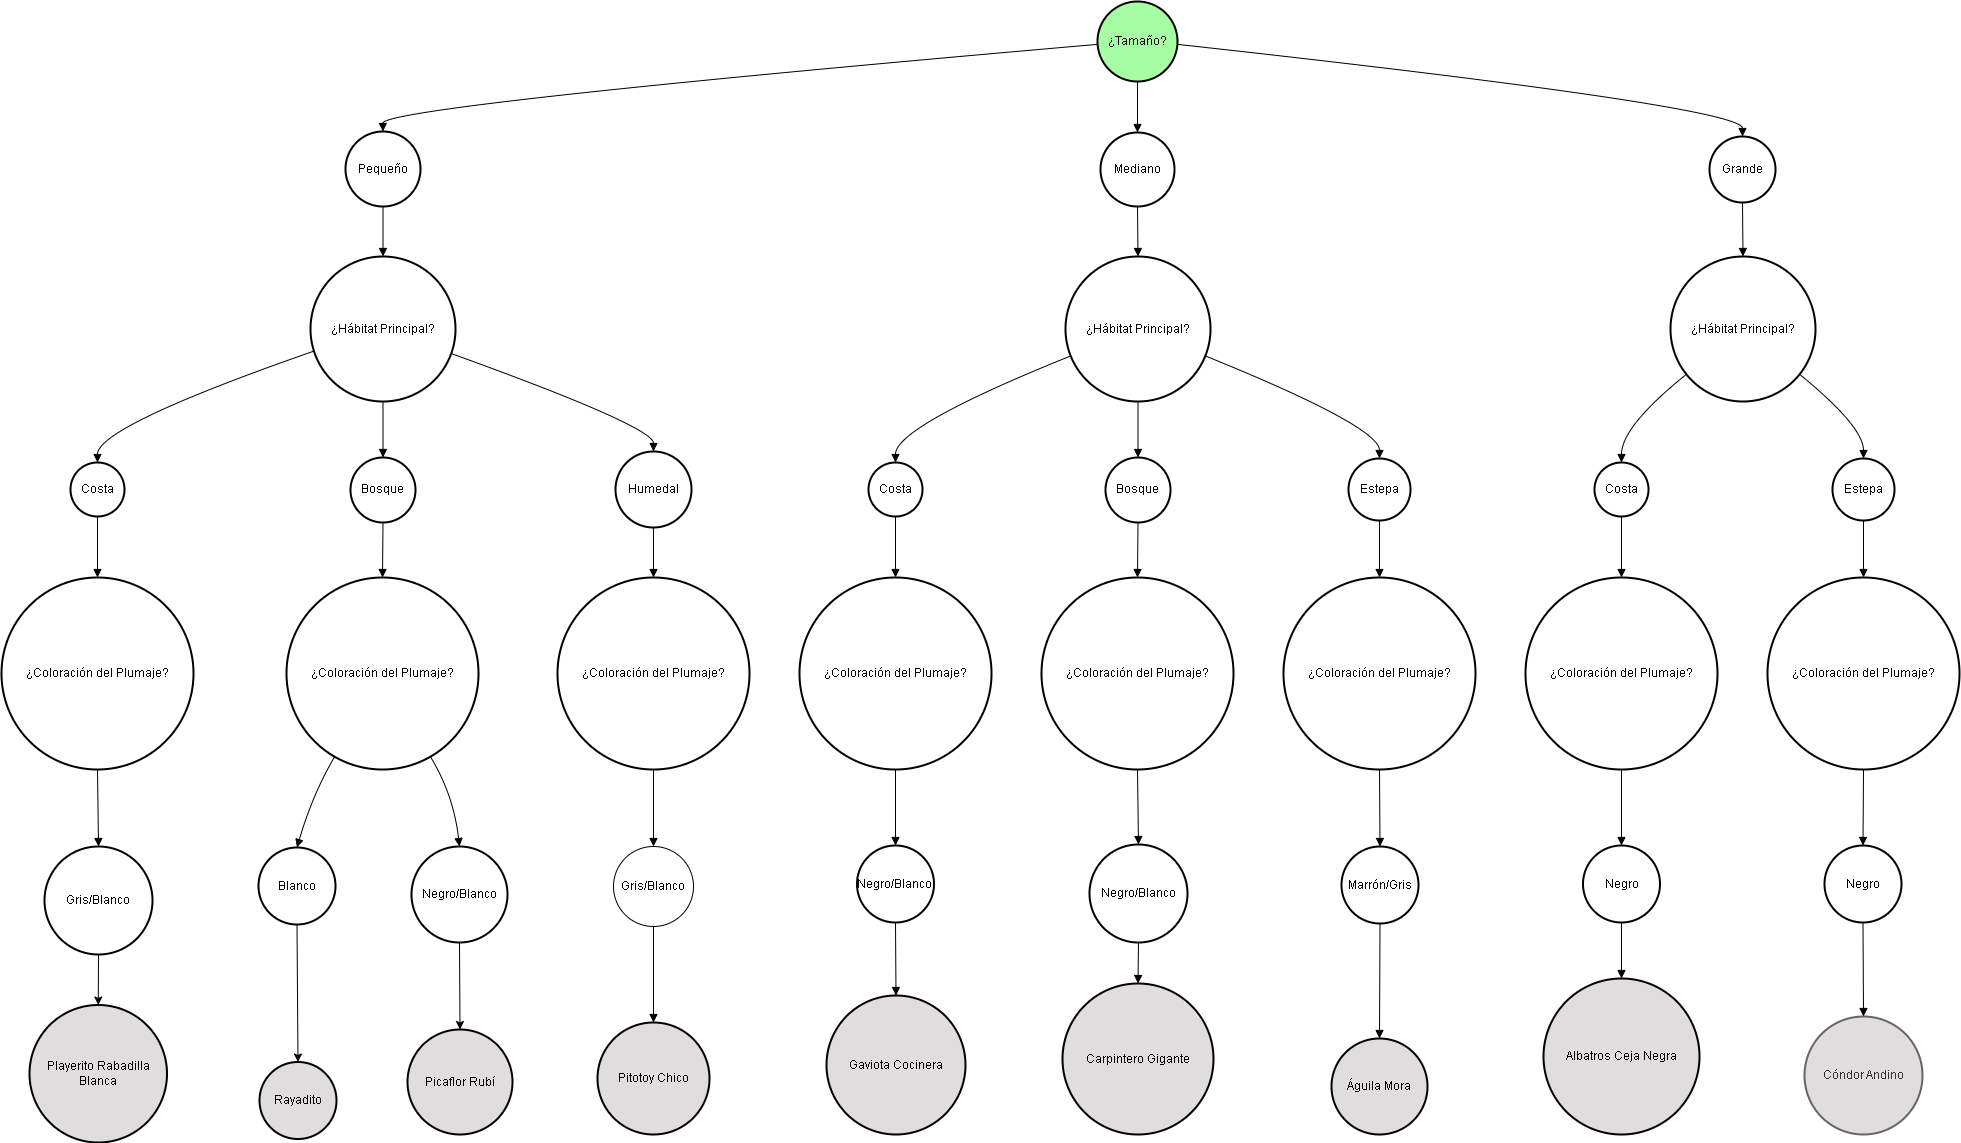 ¿Tamaño?
Pequeño
Mediano
Grande
¿Hábitat Principal?
¿Hábitat Principal?
¿Hábitat Principal?
Costa
Bosque
Humedal
Costa
Bosque
Estepa
Costa
Estepa
¿Coloración del Plumaje?
¿Coloración del Plumaje?
¿Coloración del Plumaje?
¿Coloración del Plumaje?
¿Coloración del Plumaje?
¿Coloración del Plumaje?
¿Coloración del Plumaje?
¿Coloración del Plumaje?
Gris/Blanco
Blanco
Negro/Blanco
Gris/Blanco
Negro/Blanco
Negro/Blanco
Marrón/Gris
Negro
Negro
Playerito Rabadilla
Blanca
Rayadito
Picaflor Rubí
Pitotoy Chico
Gaviota Cocinera
Carpintero Gigante
Águila Mora
Albatros Ceja Negra
Cóndor Andino